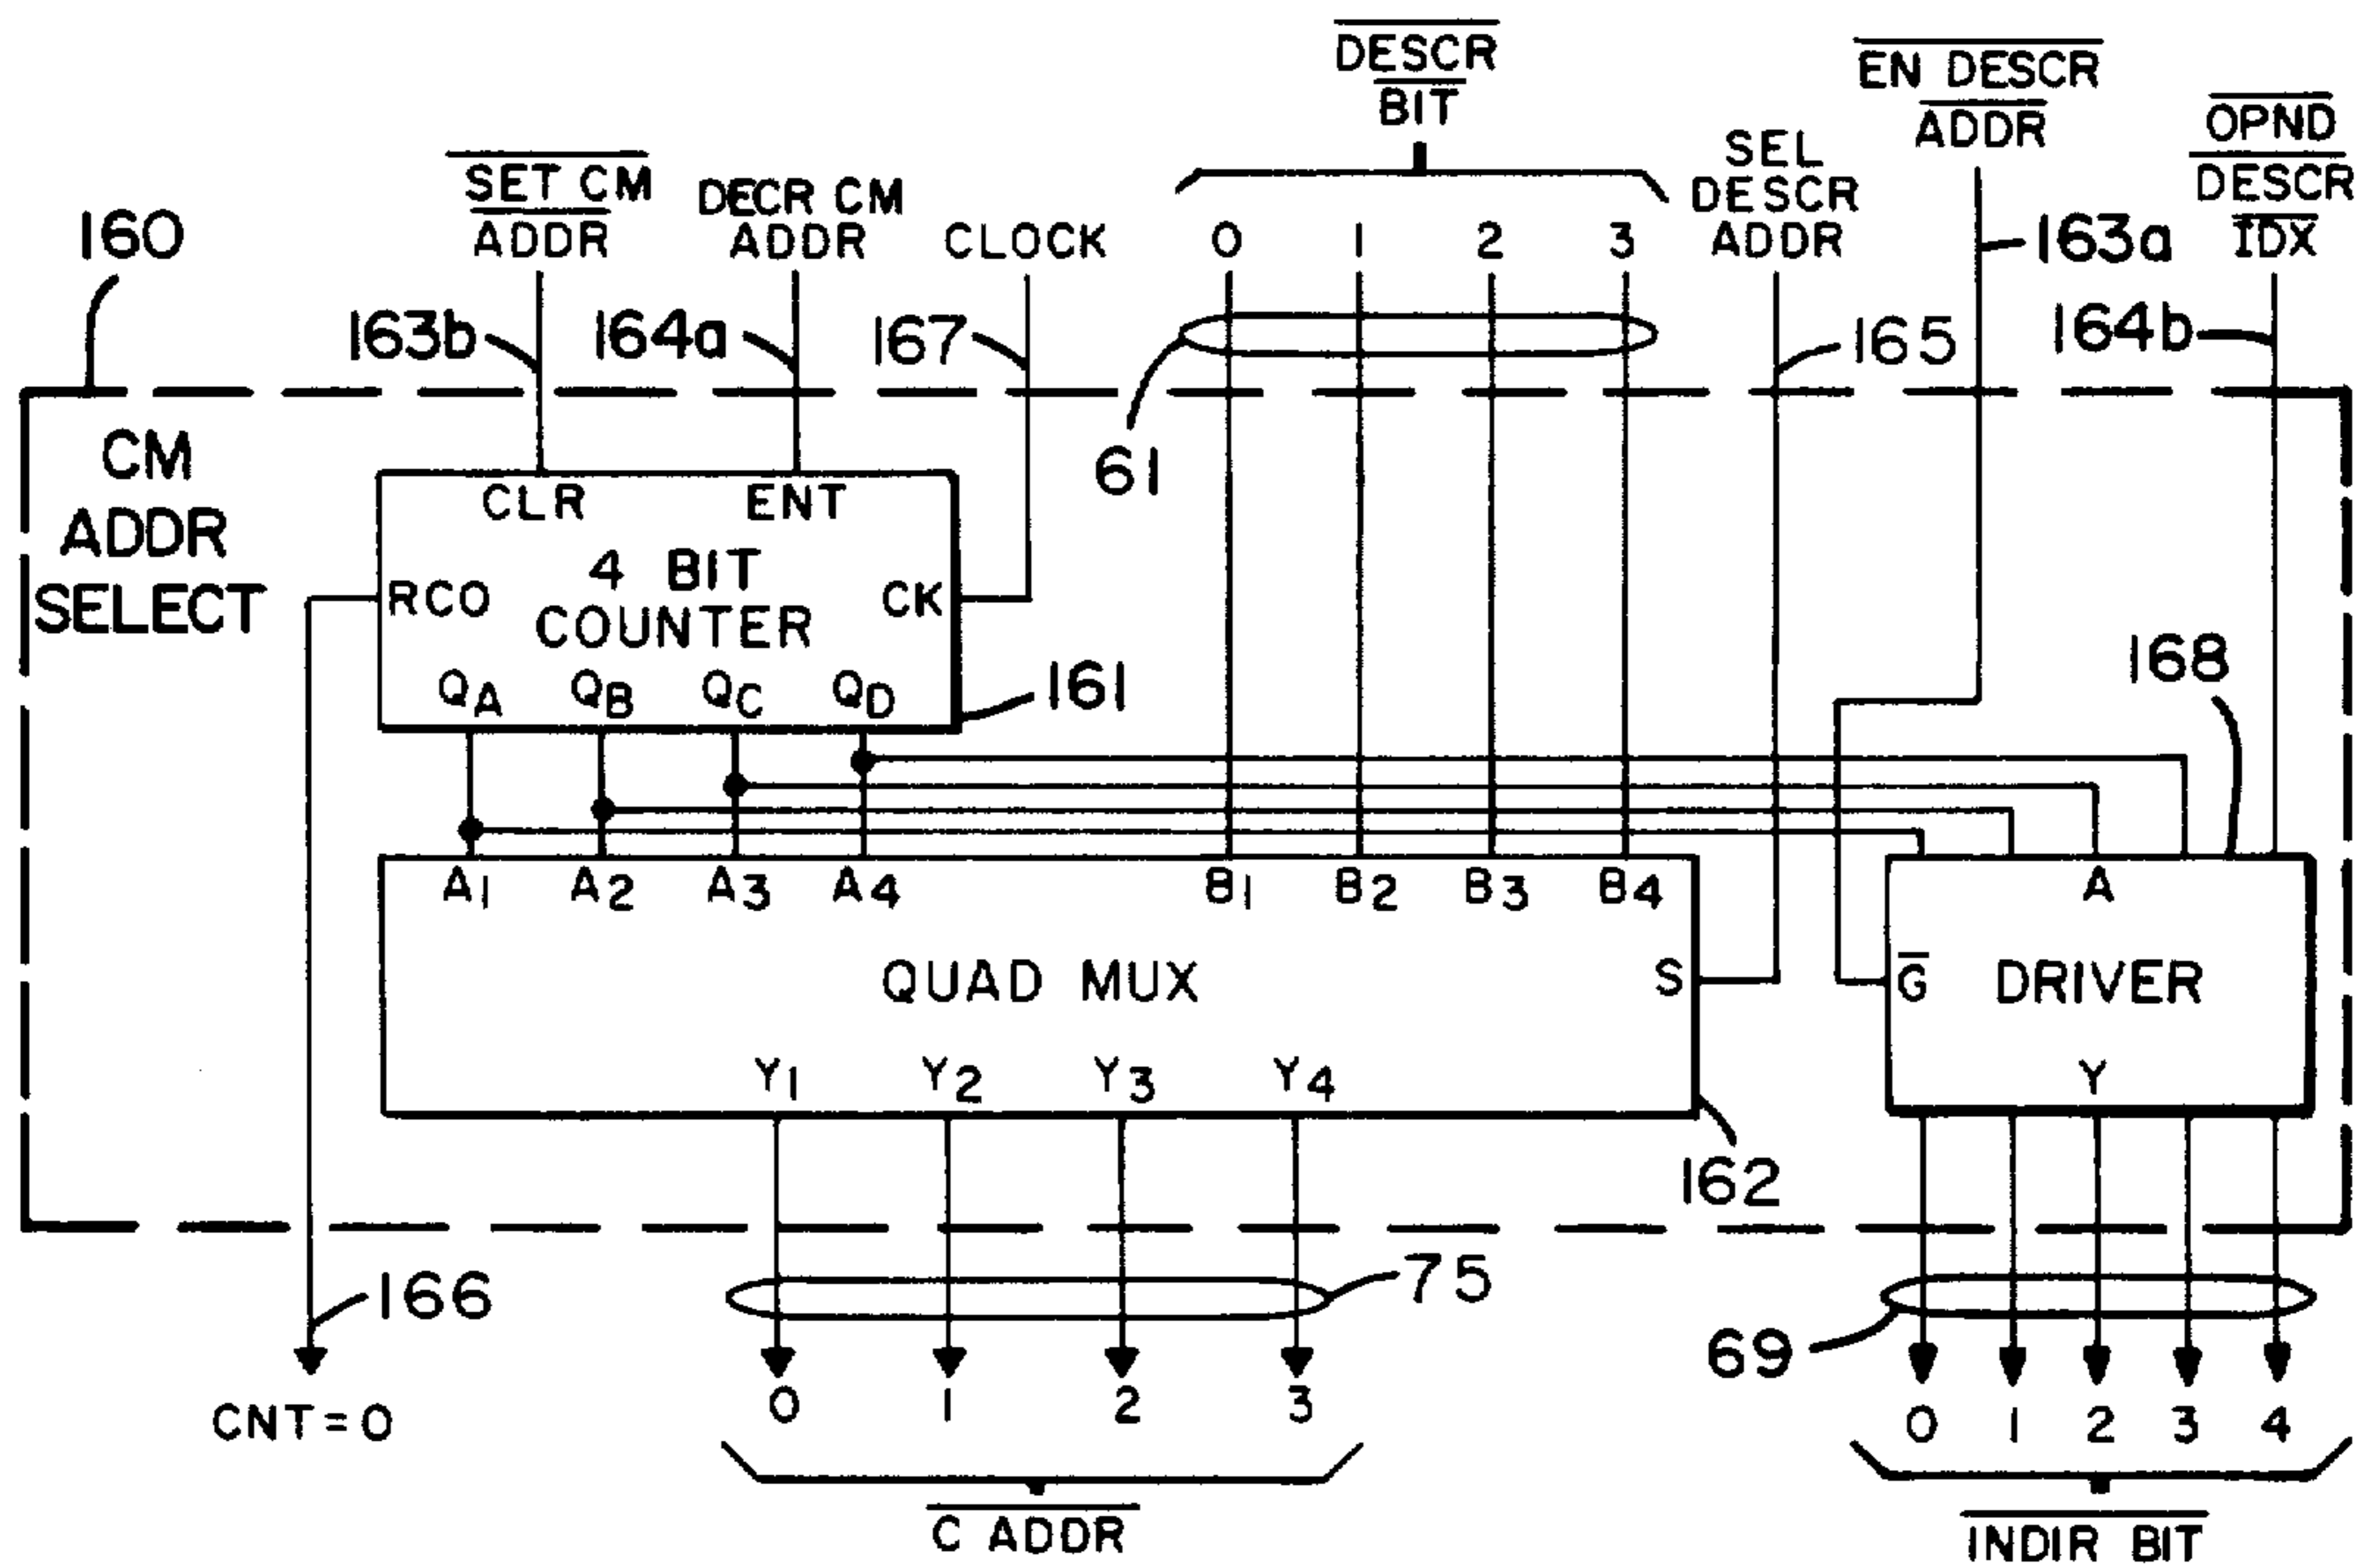 DESCR
BIT
EN DESCR
ADDR
OPND
DESCR
IDX
SEL
DESCR
ADDR
SET CM
ADDR
DECR CM
ADDR
CLOCK
0 1 2 3
160
163b
164a
167
61
165
163a
164b
CM
ADDR
SELECT
CLR ENT
4 BIT
COUNTER
RCO
CK
QA QB QC QD
161
168
A1 A2 A3 A4 B1 B2 B3 B4
QUAD MUX
S
Y1 Y2 Y3 Y4
162
A
G
DRIVER
Y
166
75
69
CNT=0
0 1 2 3
C ADDR
0 1 2 3 4
INDIR BIT